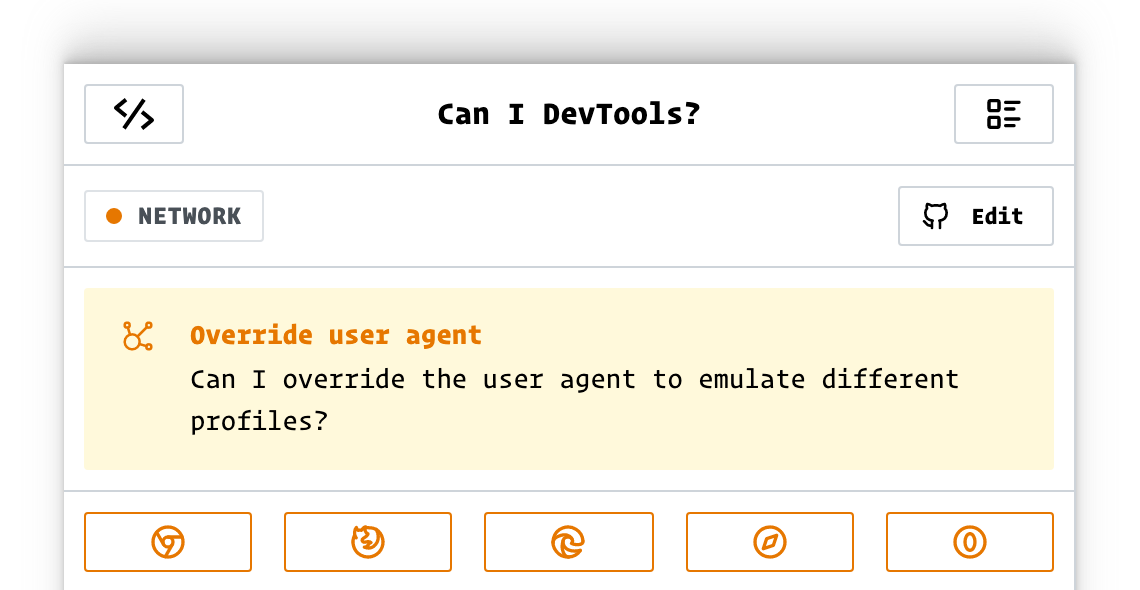 Can I DevTools?
NETWORK
Edit
Override user agent
Can I override the user agent to emulate different
profiles?